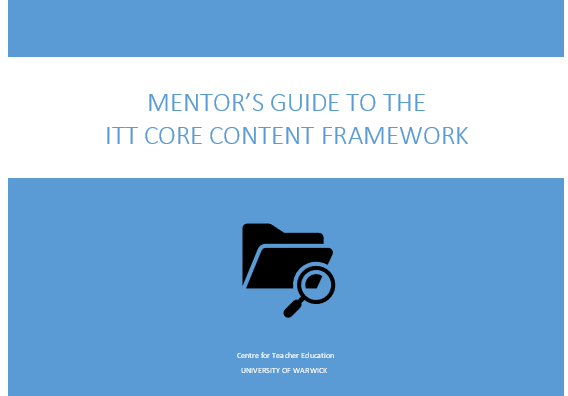 MENTOR’S GUIDE TO THE
ITT CORE CONTENT FRAMEWORK
Centre for Teacher Education
UNIVERSITY OF WARWICK